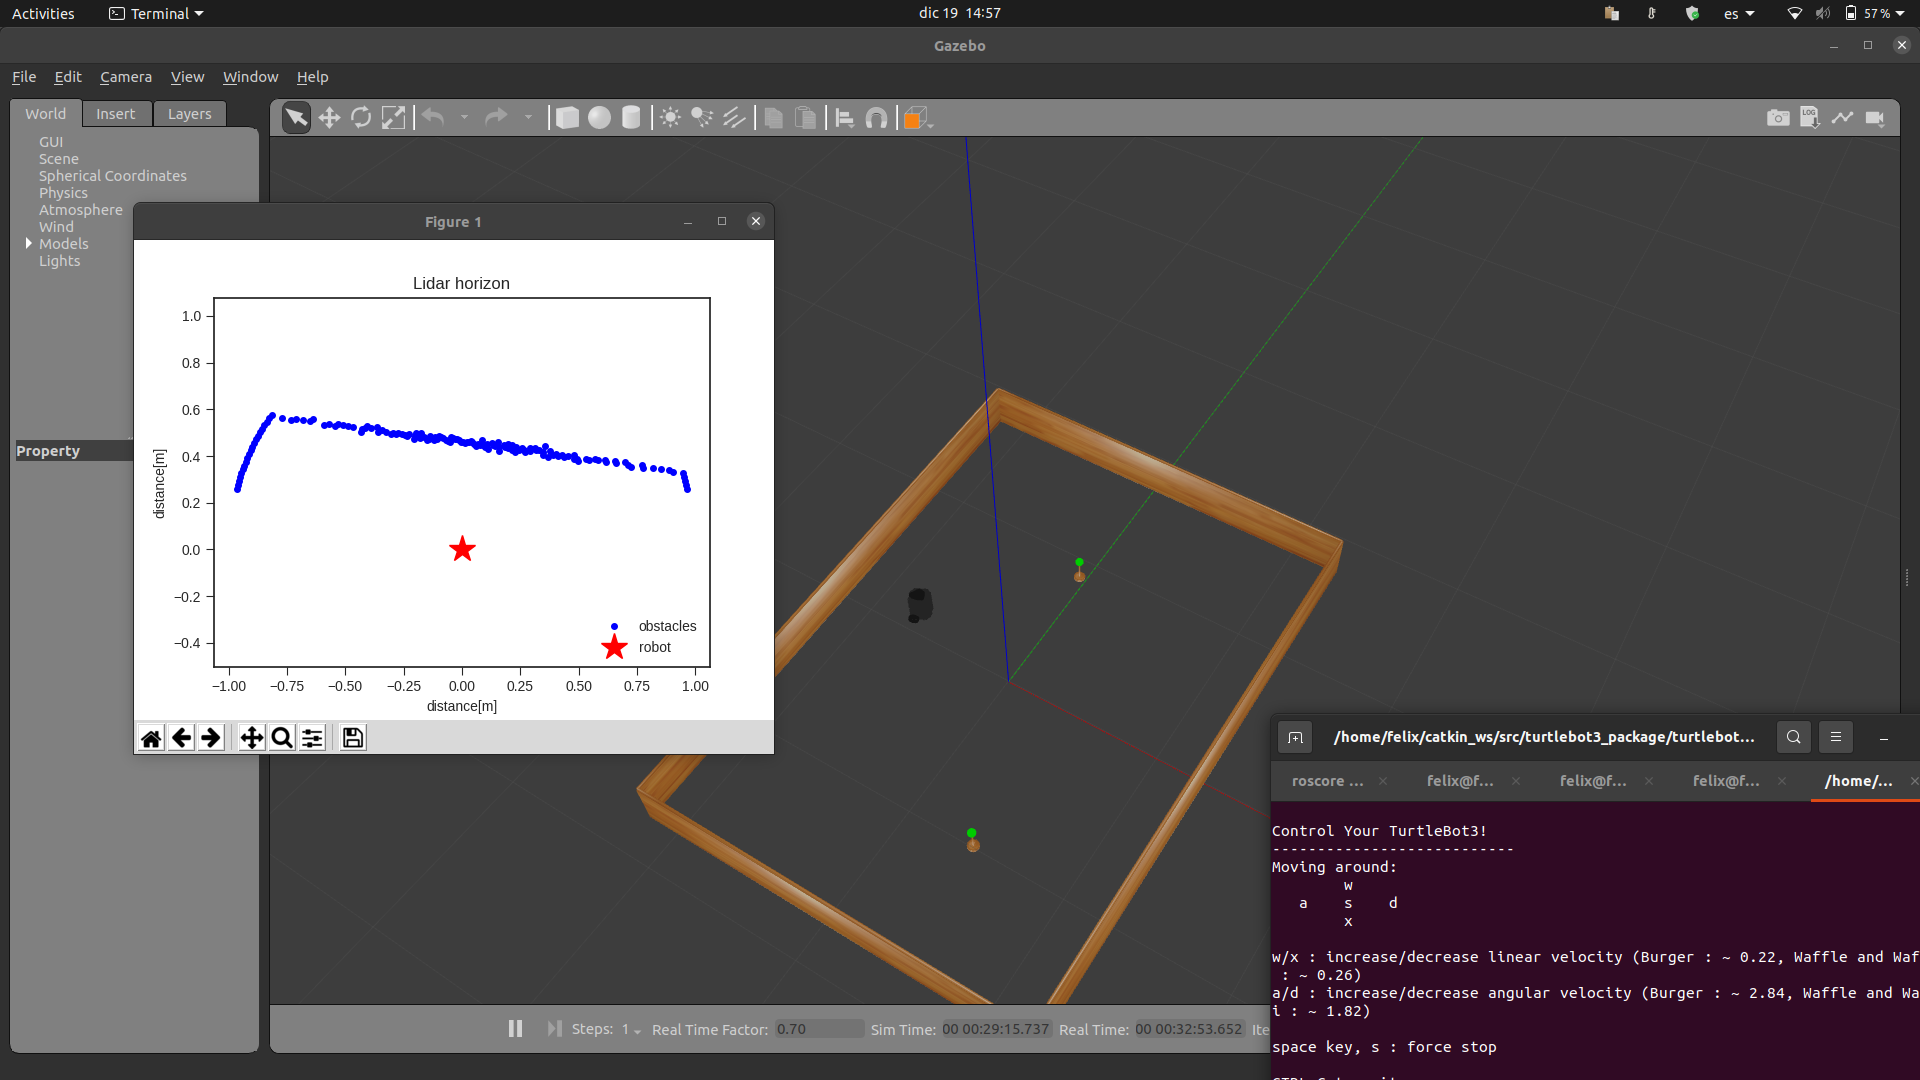 Activities
Terminal
dic 19 14:57
es
57 %
Gazebo
File Edit Camera View Window Help
World Insert Layers
GUI
Scene
Spherical Coordinates
Physics
Atmosphere
Wind
Models
Lights
Property
LOG
Figure 1
Lidar horizon
1.0
0.8
0.6
0.4
0.2
0.0
−0.2
−0.4
distance[m]
obstacles
robot
−1.00 −0.75 −0.50 −0.25 0.00 0.25 0.50 0.75 1.00
distance[m]
/home/felix/catkin_ws/src/turtlebot3_package/turtlebot...
roscore ... felix@f... felix@f... felix@f... /home/...
Control Your TurtleBot3!
---------------------------
Moving around:
w
a s d
x
w/x : increase/decrease linear velocity (Burger : ~ 0.22, Waffle and Waf
: ~ 0.26)
a/d : increase/decrease angular velocity (Burger : ~ 2.84, Waffle and Wa
i : ~ 1.82)
space key, s : force stop
Steps: 1 Real Time Factor: 0.70 Sim Time: 00 00:29:15.737 Real Time: 00 00:32:53.652 Ite